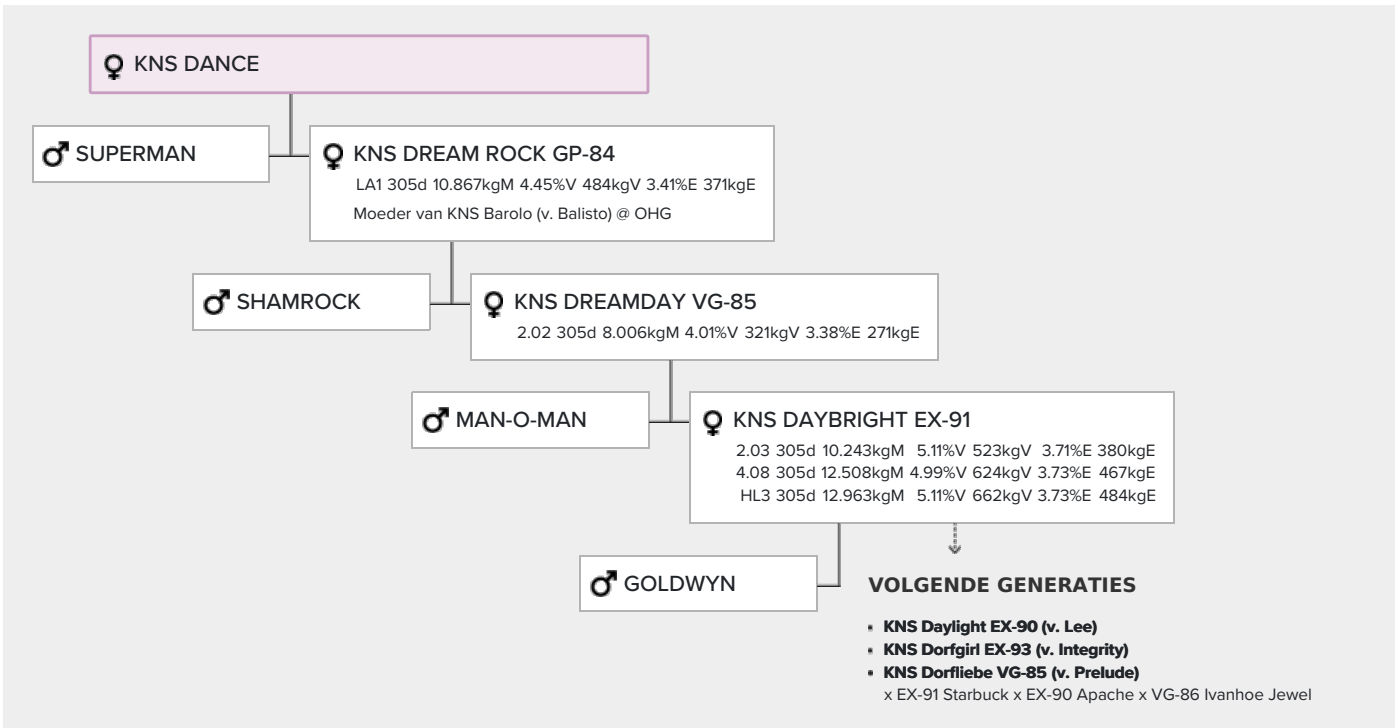 KNS DANCE
SUPERMAN
KNS DREAM ROCK GP-84
LA1 305d 10.867kgM 4.45%V 484kgV 3.41%E 371kgE
Moeder van KNS Barolo (v. Balisto) @ OHG
SHAMROCK
KNS DREAMDAY VG-85
2.02 305d 8.006kgM 4.01%V 321kgV 3.38%E 271kgE
MAN-O-MAN
KNS DAYBRIGHT EX-91
2.03 305d 10.243kgM 5.11%V 523kgV 3.71%E 380kgE
4.08 305d 12.508kgM 4.99%V 624kgV 3.73%E 467kgE
HL3 305d 12.963kgM 5.11%V 662kgV 3.73%E 484kgE
GOLDWYN
VOLGENDE GENERATIES
KNS Daylight EX-90 (v. Lee)
KNS Dorfgirl EX-93 (v. Integrity)
KNS Dorfliebe VG-85 (v. Prelude)
x EX-91 Starbuck x EX-90 Apache x VG-86 Ivanhoe Jewel